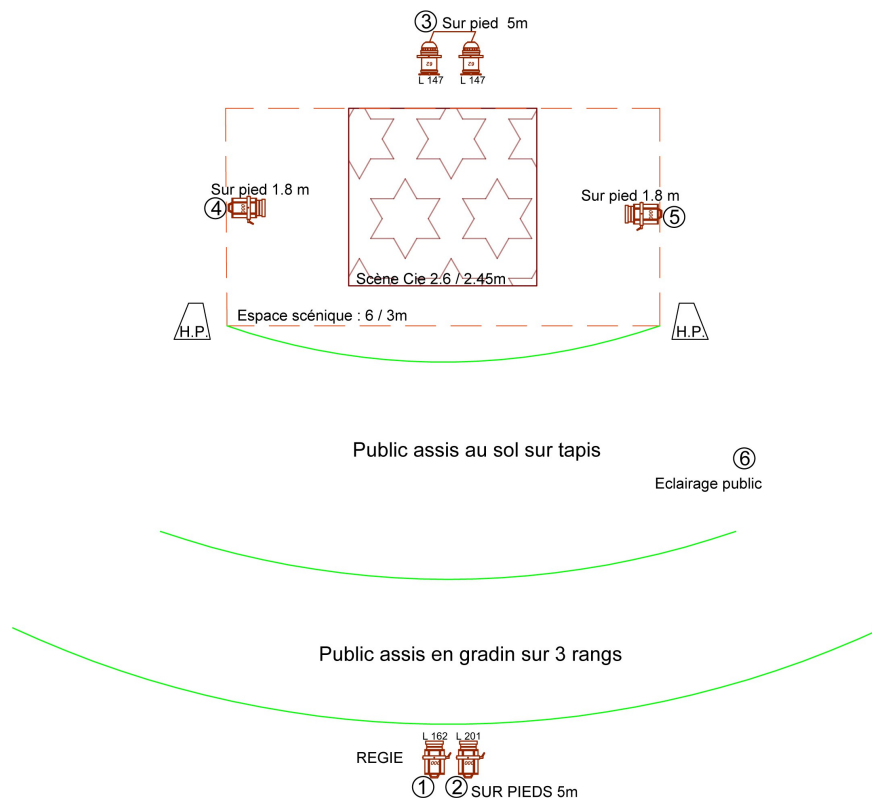 3 Sur pied 5m
L 147 L 147
Sur pied 1.8 m
4
Sur pied 1.8 m
5
Scène Cie 2.6 / 2.45m
Espace scénique : 6 / 3m
H.P.
H.P.
Public assis au sol sur tapis
6
Eclairage public
Public assis en gradin sur 3 rangs
L 162 L 201
REGIE
1 2 SUR PIEDS 5m